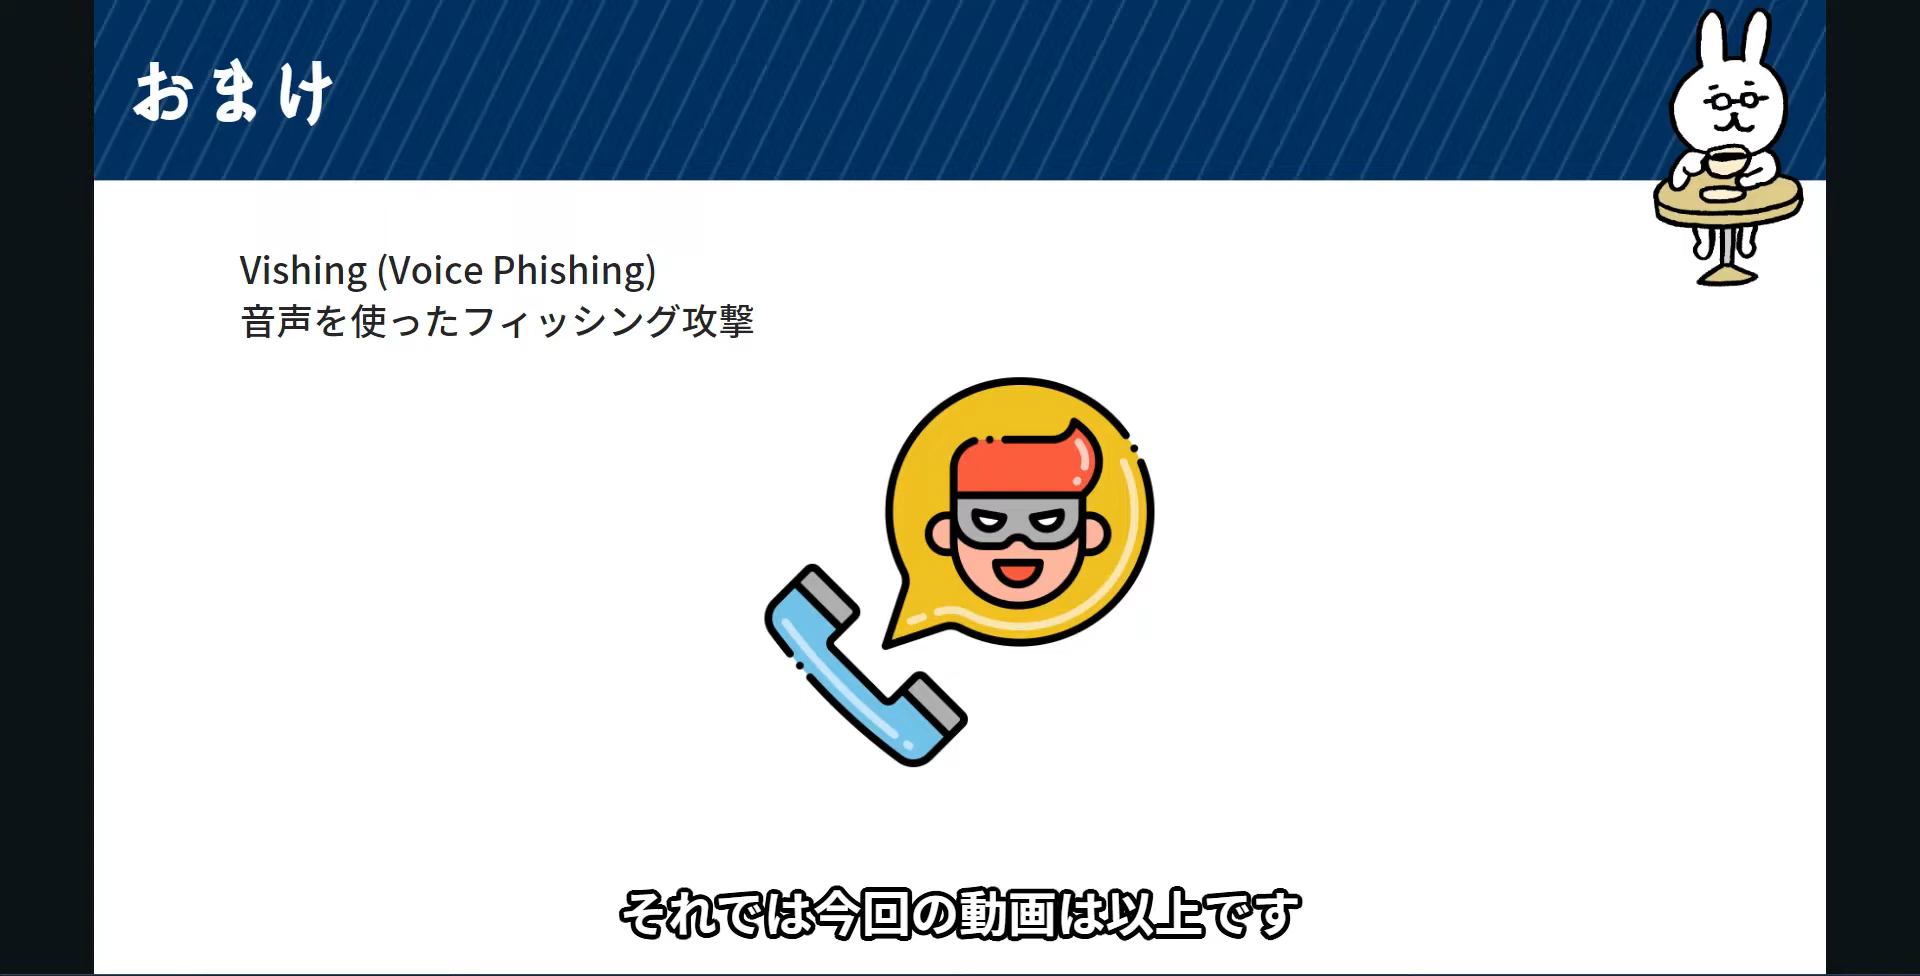 おまけ
Vishing (Voice Phishing)
音声を使ったフィッシング攻撃
それでは今回の動画は以上です